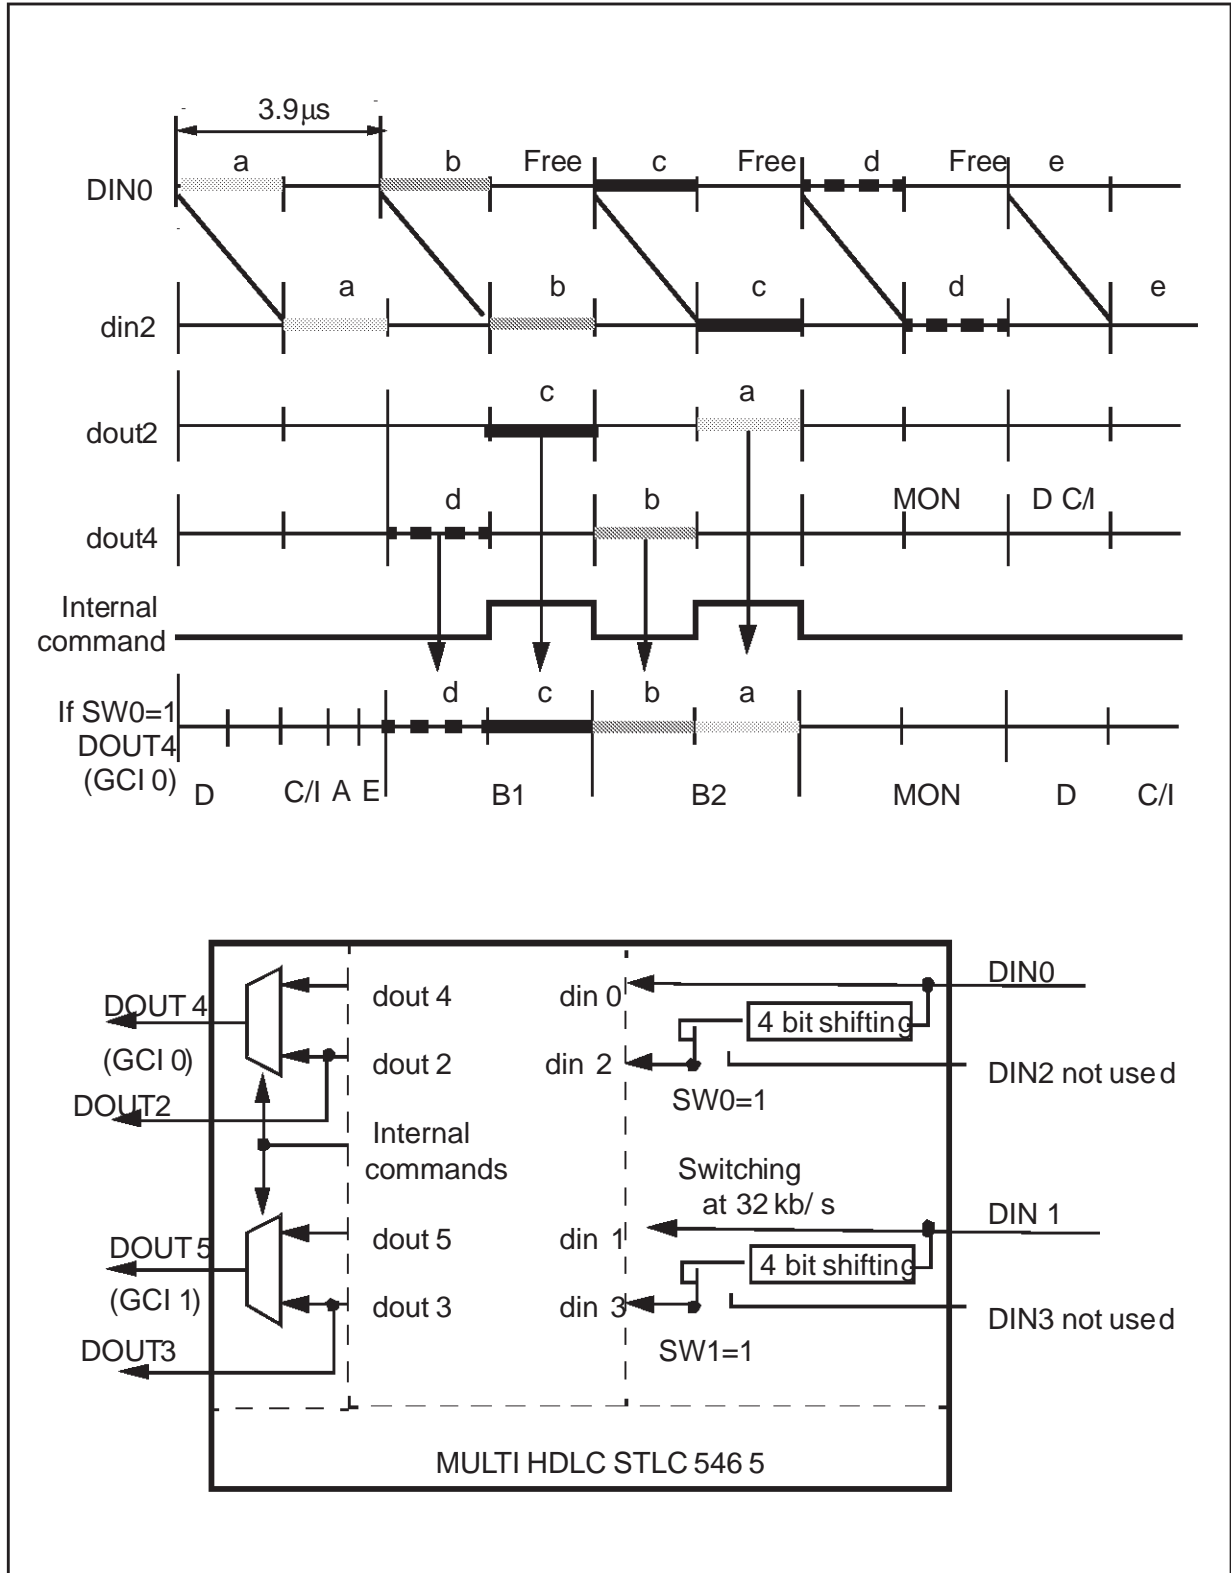 3.9µs
a b Free c Free d Free e
DIN0
a b c d e
din2
c a
dout2
MON D C/I
d b
dout4
Internal
command
d c b a
If SW0=1
DOUT4
(GCI 0)
D C/I A E B1 B2 MON D C/I
DIN0
DOUT 4
dout 4 din 0
4 bit shifting
(GCI 0)
dout 2 din 2
DIN2 not used
DOUT2
SW0=1
Internal
commands
Switching
at 32 kb/s
DIN 1
DOUT 5
dout 5 din 1
4 bit shifting
(GCI 1)
dout 3 din 3
DIN3 not used
DOUT3
SW1=1
MULTI HDLC STLC 5465